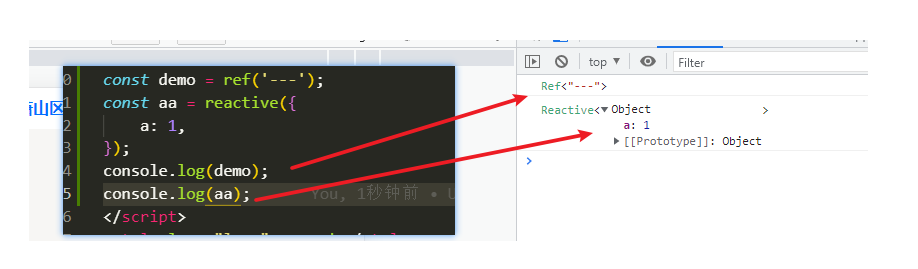 top ▼
Filter
const demo = ref('---');
const aa = reactive({
a: 1,
});
console.log(demo);
console.log(aa);
You, 1秒钟前 •
</script>
Ref<"---">
Reactive<▼Object >
a: 1
▶ [[Prototype]]: Object
>
0
1
2
3
4
5
6
山区